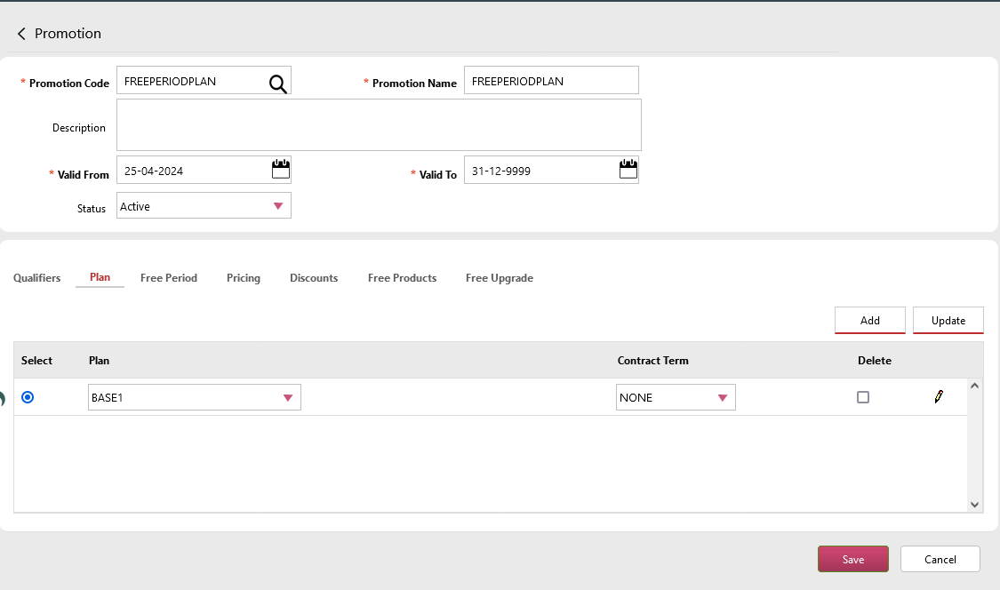 Promotion
* Promotion Code FREEPERIODPLAN * Promotion Name FREEPERIODPLAN
Description
* Valid From 25-04-2024 * Valid To 31-12-9999
Status Active
Qualifiers Plan Free Period Pricing Discounts Free Products Free Upgrade
Add Update
Select Plan Contract Term Delete
BASE1 NONE
Save Cancel